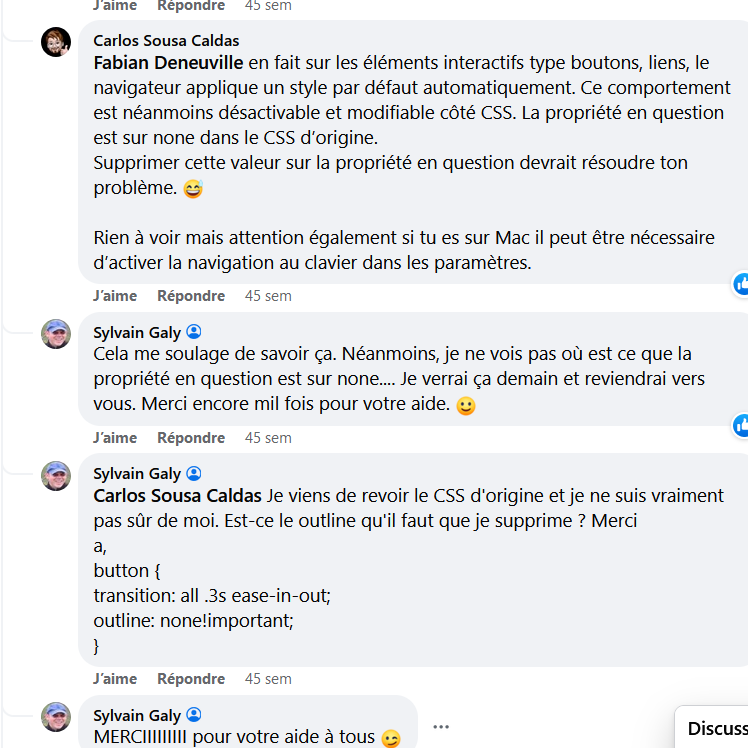 J’aime Répondre 45 sem
Carlos Sousa Caldas
Fabian Deneuville en fait sur les éléments interactifs type boutons, liens, le
navigateur applique un style par défaut automatiquement. Ce comportement
est néanmoins désactivable et modifiable côté CSS. La propriété en question
est sur none dans le CSS d’origine.
Supprimer cette valeur sur la propriété en question devrait résoudre ton
problème. 😅
Rien à voir mais attention également si tu es sur Mac il peut être nécessaire
d’activer la navigation au clavier dans les paramètres.
J’aime Répondre 45 sem
Sylvain Galy
Cela me soulage de savoir ça. Néanmoins, je ne vois pas où est ce que la
propriété en question est sur none.... Je verrai ça demain et reviendrai vers
vous. Merci encore mil fois pour votre aide. 🙂
J’aime Répondre 45 sem
Sylvain Galy
Carlos Sousa Caldas Je viens de revoir le CSS d'origine et je ne suis vraiment
pas sûr de moi. Est-ce le outline qu'il faut que je supprime ? Merci
a,
button {
transition: all .3s ease-in-out;
outline: none!important;
}
J’aime Répondre 45 sem
Sylvain Galy
MERCIIIIIIIII pour votre aide à tous 😉
Discuss